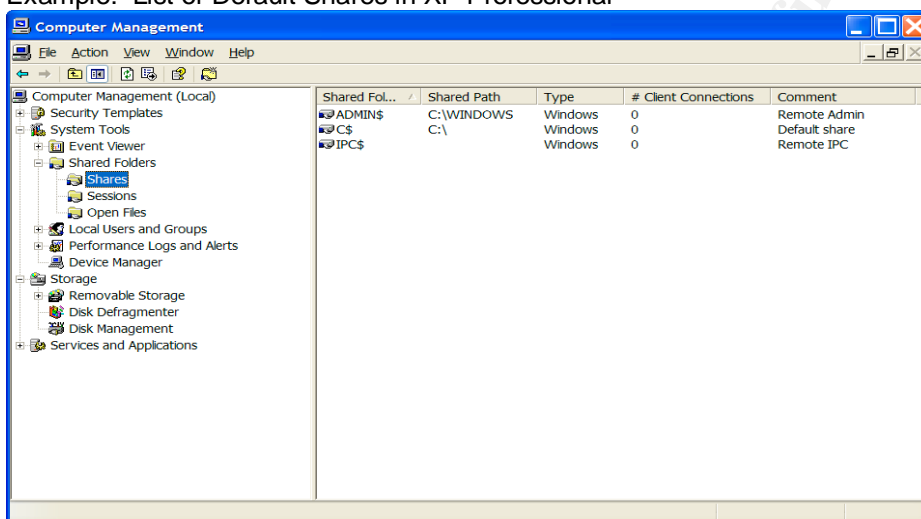 Example: List of Default Shares in XP Professional
Computer Management
File Action View Window Help
Computer Management (Local)
Security Templates
System Tools
Event Viewer
Shared Folders
Shares
Sessions
Open Files
Local Users and Groups
Performance Logs and Alerts
Device Manager
Storage
Removable Storage
Disk Defragmenter
Disk Management
Services and Applications
Shared Fol... Shared Path Type # Client Connections Comment
ADMIN$ C:\WINDOWS Windows 0 Remote Admin
C$ C:\ Windows 0 Default share
IPC$ Windows 0 Remote IPC